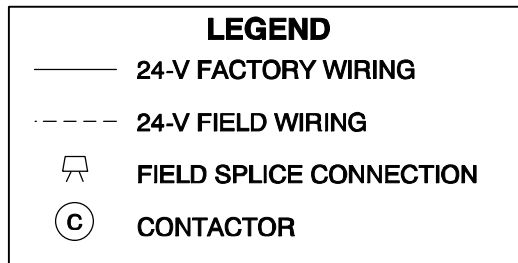 LEGEND
24-V FACTORY WIRING
24-V FIELD WIRING
FIELD SPLICE CONNECTION
C CONTACTOR